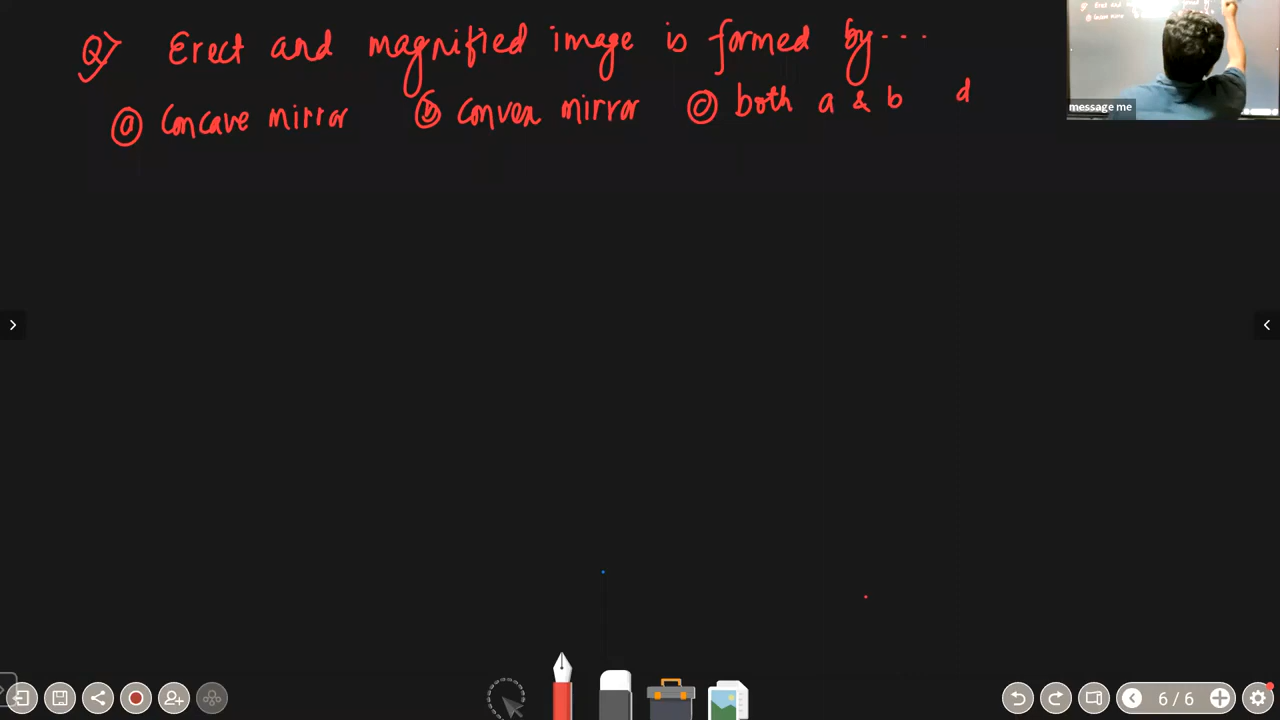 Q> Erect and magnified image is formed by ...
ⓐ Concave mirror ⓑ convex mirror ⓒ both a & b d
message me
6 / 6